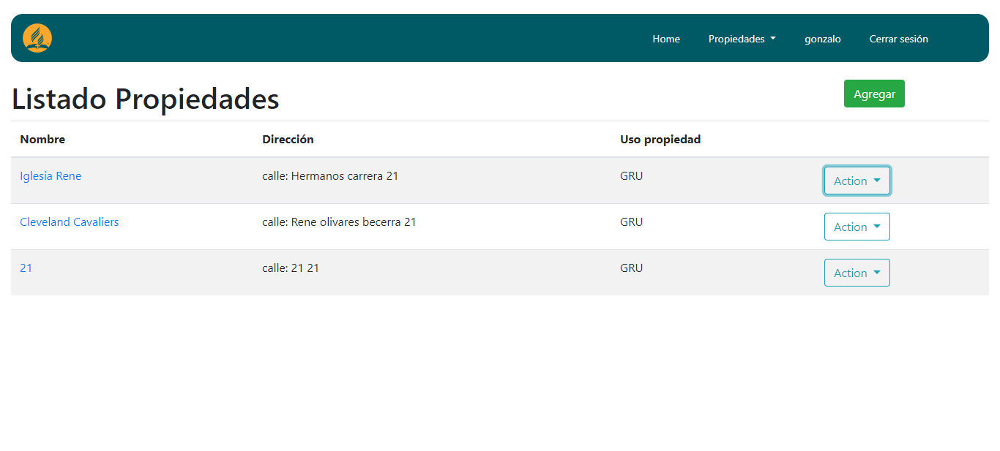 Home Propiedades gonzalo Cerrar sesión
Listado Propiedades
Agregar
Nombre Dirección Uso propiedad
Iglesia Rene calle: Hermanos carrera 21 GRU Action
Cleveland Cavaliers calle: Rene olivares becerra 21 GRU Action
21 calle: 21 21 GRU Action